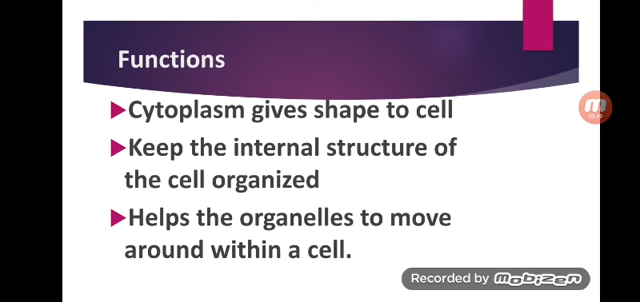 Functions
Cytoplasm gives shape to cell
Keep the internal structure of
the cell organized
Helps the organelles to move
around within a cell.
Recorded by mobizen